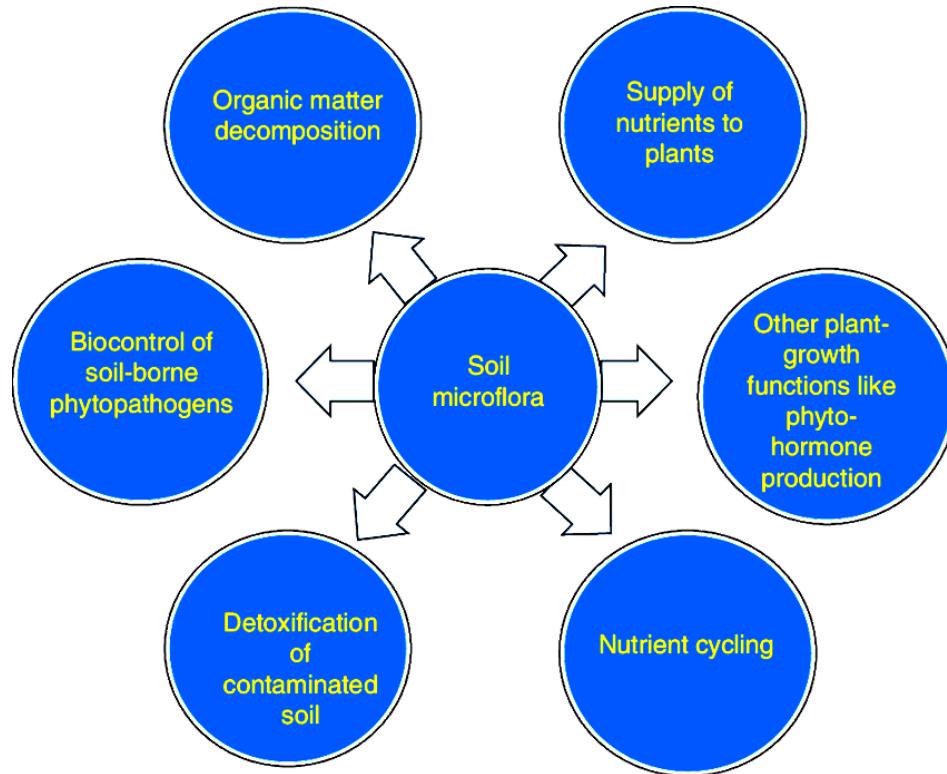 Organic matter
decomposition
Supply of
nutrients to
plants
Biocontrol of
soil-borne
phytopathogens
Soil
microflora
Other plant-
growth
functions like
phyto-
hormone
production
Detoxification
of
contaminated
soil
Nutrient cycling